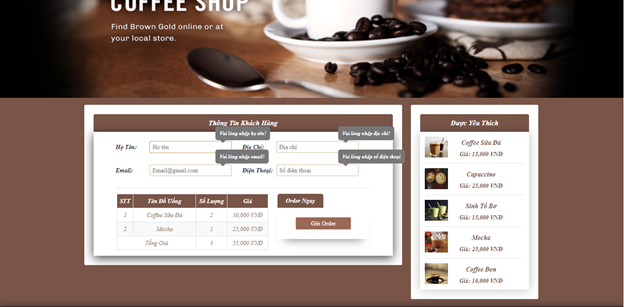 COFFEE SHOP
Find Brown Gold online or at
your local store.
Thông Tin Khách Hàng
Vui lòng nhập họ tên!
Vui lòng nhập địa chỉ!
Họ Tên:
Họ tên
Địa Chỉ:
Địa chỉ
Vui lòng nhập email!
Vui lòng nhập số điện thoại
Email:
Email@gmail.com
Điện Thoại:
Số điện thoại
STT Tên Đồ Uống Số Lượng Giá
1 Coffee Sữa Đá 2 30,000 VNĐ
2 Mocha 1 25,000 VNĐ
Tổng Giá 3 55,000 VNĐ
Order Ngay
Gửi Order
Được Yêu Thích
Coffee Sữa Đá
Giá: 15,000 VNĐ
Capuccino
Giá: 25,000 VNĐ
Sinh Tố Bơ
Giá: 15,000 VNĐ
Mocha
Giá: 25,000 VNĐ
Coffee Đen
Giá: 10,000 VNĐ